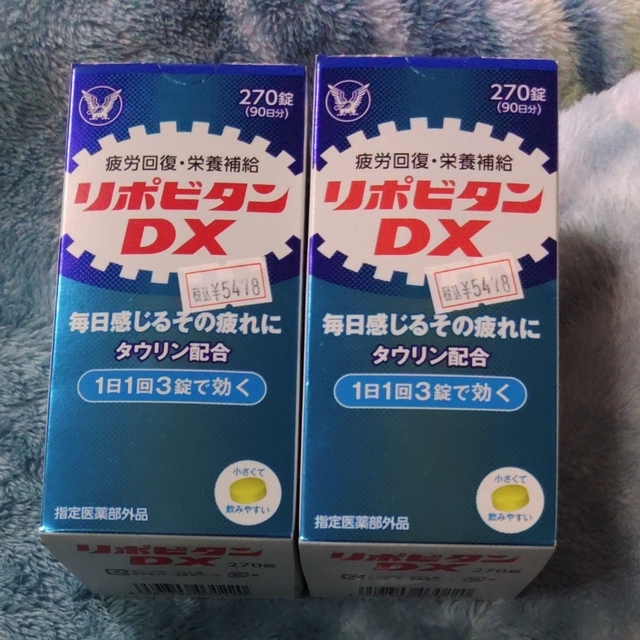 270錠
(90日分)
疲労回復・栄養補給
リポビタン
DX
税込¥5478
毎日感じるその疲れに
タウリン配合
1日1回3錠で効く
小さくて
飲みやすい
指定医薬部外品
リポビタン
DX
270錠
270錠
(90日分)
疲労回復・栄養補給
リポビタン
DX
税込¥5478
毎日感じるその疲れに
タウリン配合
1日1回3錠で効く
小さくて
飲みやすい
指定医薬部外品
リポビタン
DX
270錠